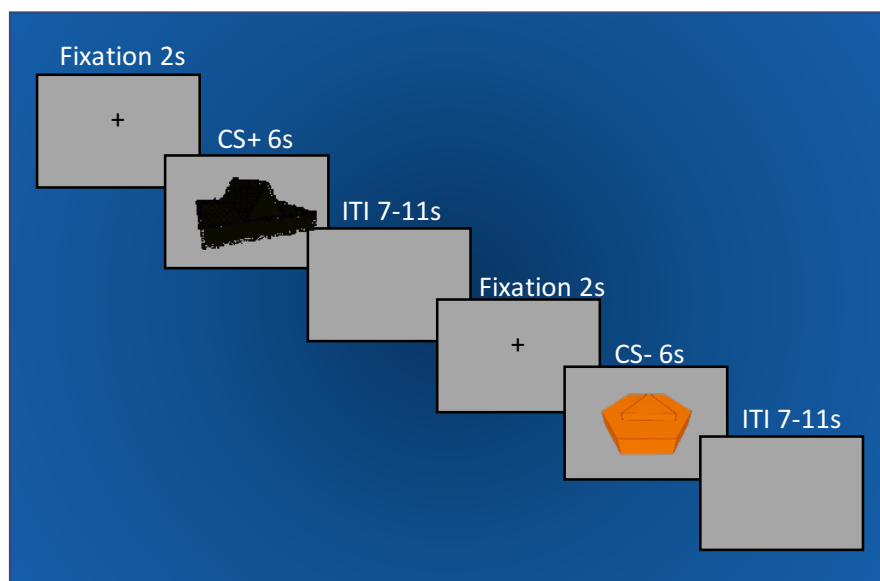 Fixation 2s
+
CS+ 6s
ITI 7-11s
Fixation 2s
+
CS- 6s
ITI 7-11s